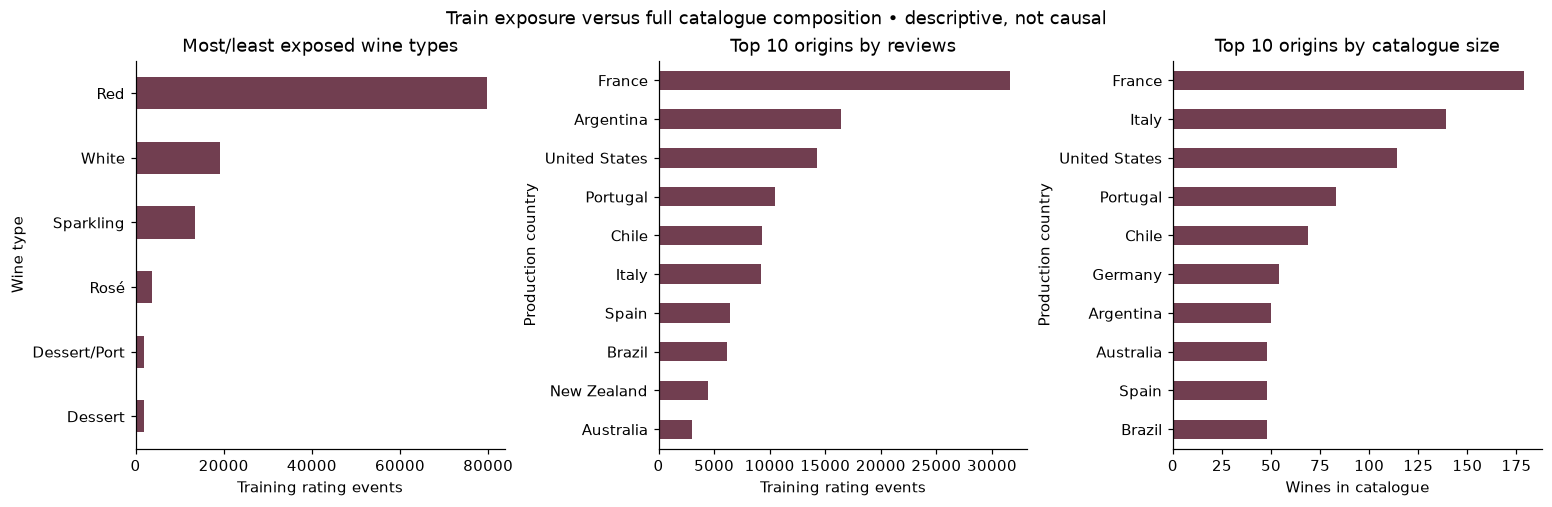 Train exposure versus full catalogue composition • descriptive, not causal
Most/least exposed wine types
Wine type
Red
White
Sparkling
Rosé
Dessert/Port
Dessert
0 20000 40000 60000 80000
Training rating events
Top 10 origins by reviews
Production country
France
Argentina
United States
Portugal
Chile
Italy
Spain
Brazil
New Zealand
Australia
0 5000 10000 15000 20000 25000 30000
Training rating events
Top 10 origins by catalogue size
Production country
France
Italy
United States
Portugal
Chile
Germany
Argentina
Australia
Spain
Brazil
0 25 50 75 100 125 150 175
Wines in catalogue